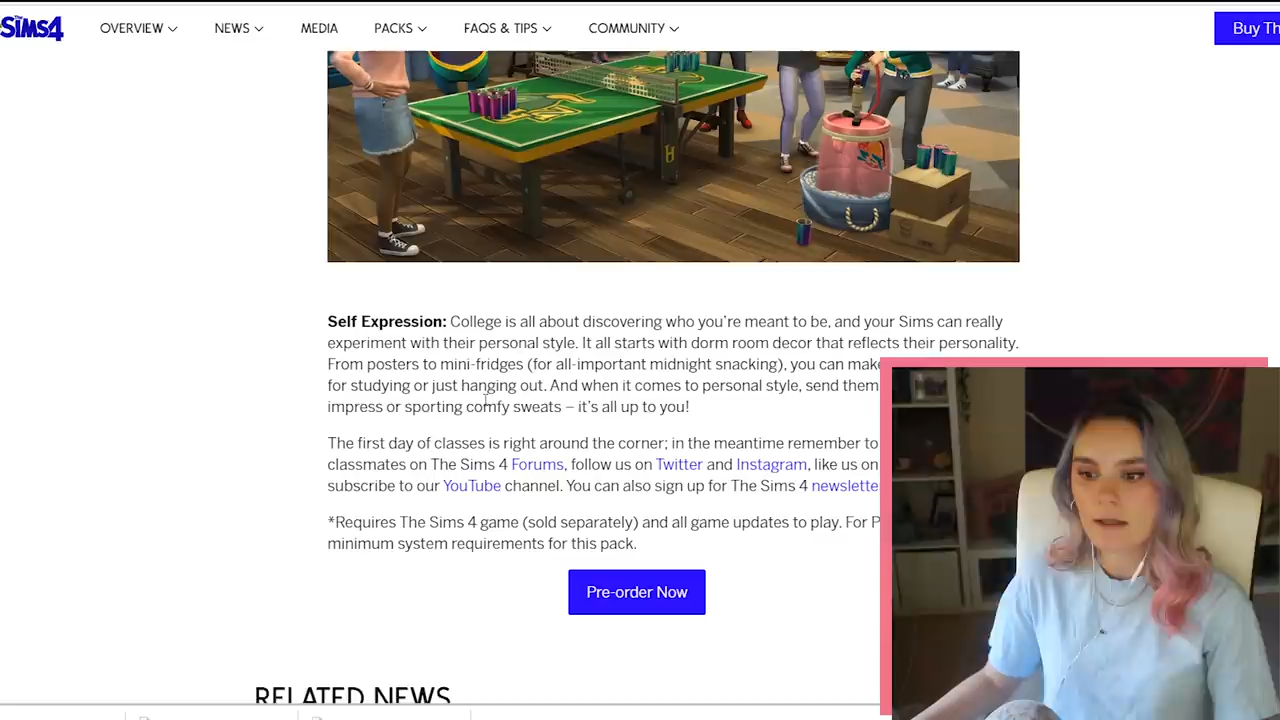 The SIMS4 OVERVIEW NEWS MEDIA PACKS FAQS & TIPS COMMUNITY Buy Th
Self Expression: College is all about discovering who you’re meant to be, and your Sims can really
experiment with their personal style. It all starts with dorm room decor that reflects their personality.
From posters to mini-fridges (for all-important midnight snacking), you can make
for studying or just hanging out. And when it comes to personal style, send them
impress or sporting comfy sweats – it’s all up to you!
The first day of classes is right around the corner; in the meantime remember to
classmates on The Sims 4 Forums, follow us on Twitter and Instagram, like us on
subscribe to our YouTube channel. You can also sign up for The Sims 4 newslette
*Requires The Sims 4 game (sold separately) and all game updates to play. For P
minimum system requirements for this pack.
Pre-order Now
RELATED NEWS